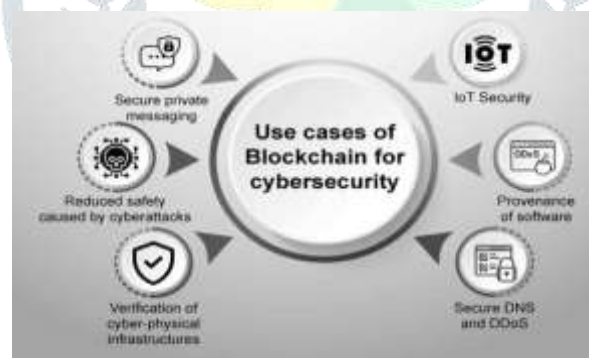 Use cases of
Blockchain for
cybersecurity
Secure private
messaging
Reduced safety
caused by cyberattacks
Verification of
cyber-physical
infrastructures
IoT
IoT Security
DDoS
Provenance
of software
Secure DNS
and DDoS